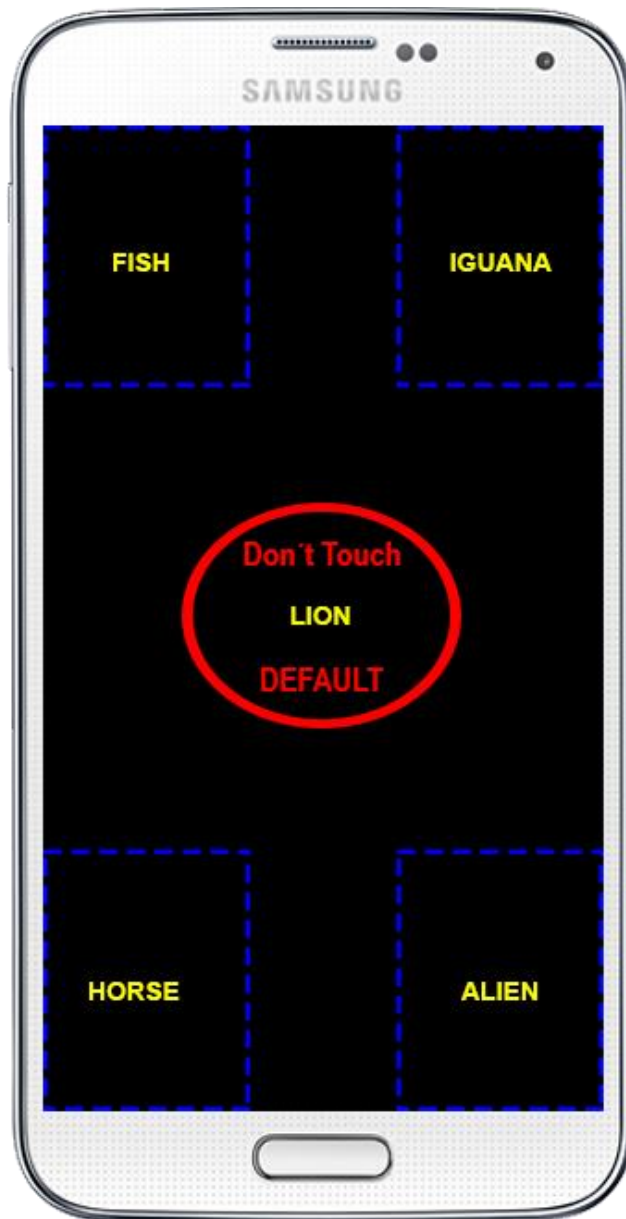 SAMSUNG
FISH
IGUANA
Don´t Touch
LION
DEFAULT
HORSE
ALIEN